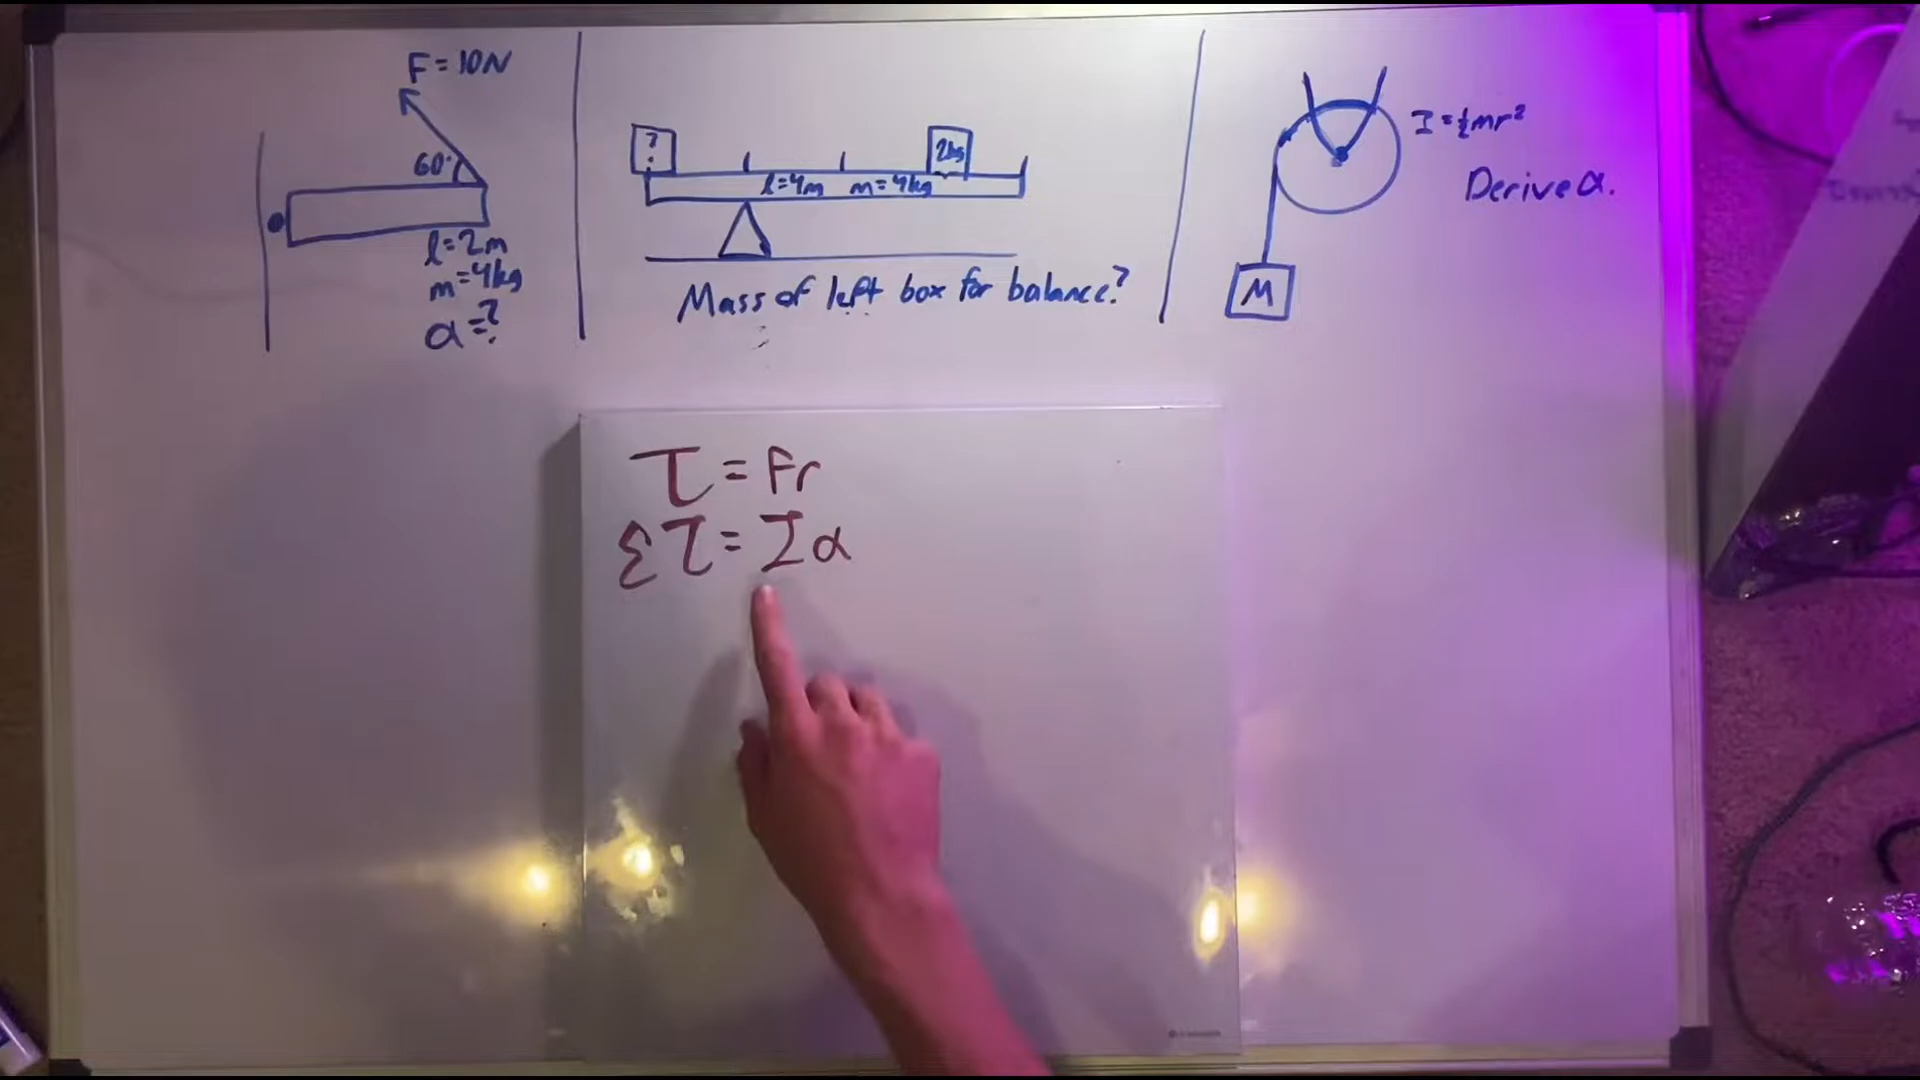 F = 10N
60°
l = 2m
m = 4kg
α = ?
?
2kg
l = 4m m = 4kg
Mass of left box for balance?
I = ½mr²
Derive α.
M
τ = Fr
Στ = Iα